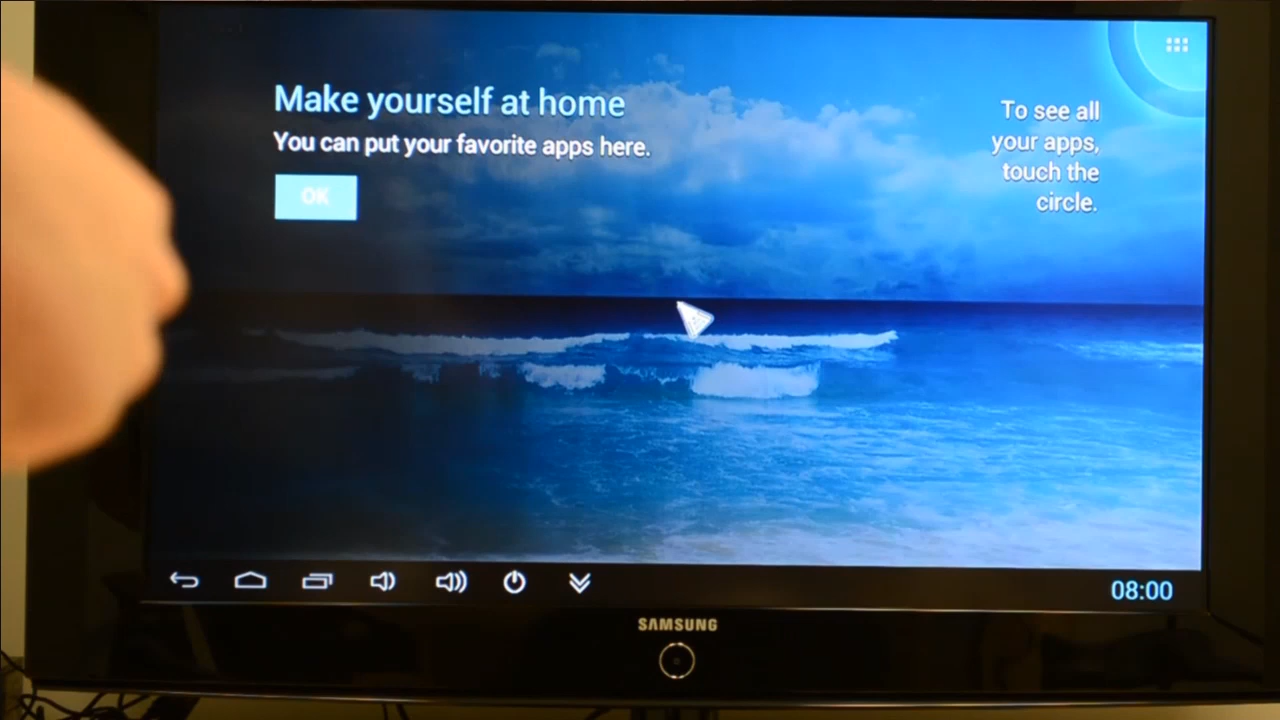 Make yourself at home
You can put your favorite apps here.
OK
To see all
your apps,
touch the
circle.
08:00
SAMSUNG